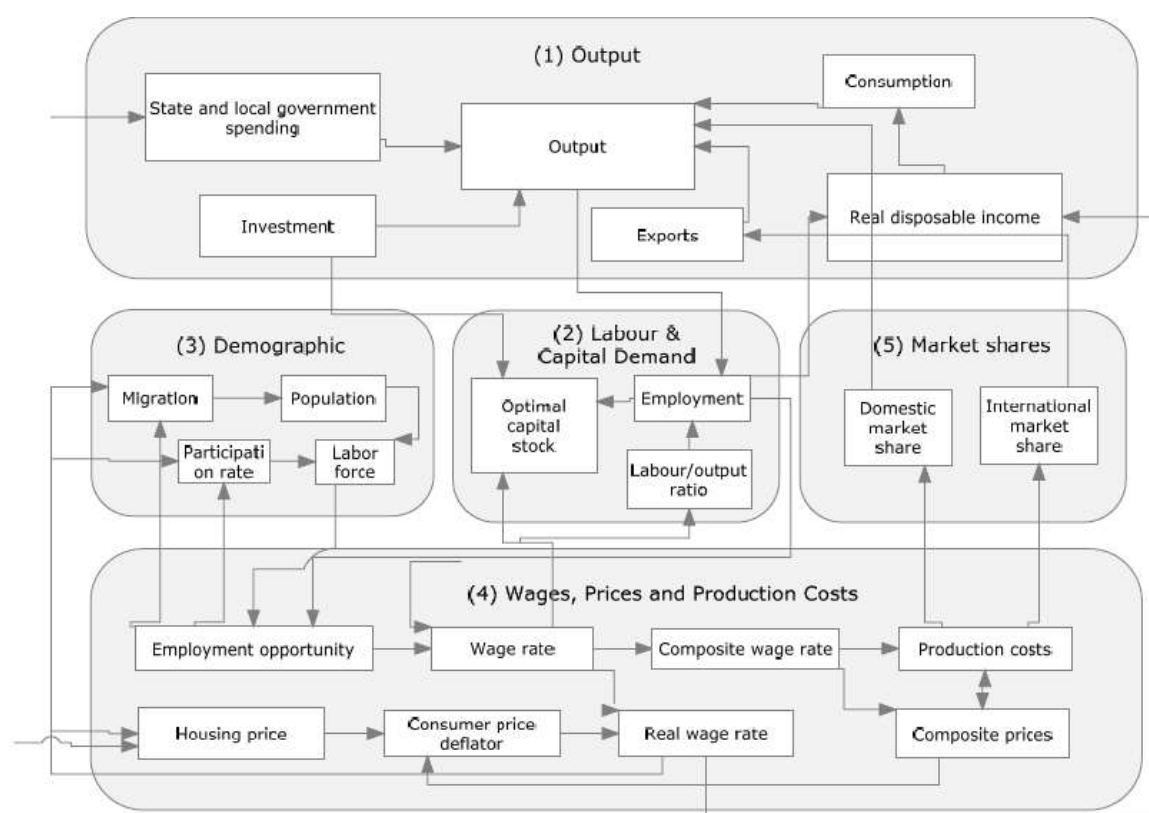 (1) Output
Consumption
State and local government
spending
Output
Investment
Exports
Real disposable income
(3) Demographic
(2) Labour &
Capital Demand
(5) Market shares
Migration
Population
Optimal
capital
stock
Employment
Domestic
market
share
International
market
share
Participati
on rate
Labor
force
Labour/output
ratio
(4) Wages, Prices and Production Costs
Employment opportunity
Wage rate
Composite wage rate
Production costs
Housing price
Consumer price
deflator
Real wage rate
Composite prices